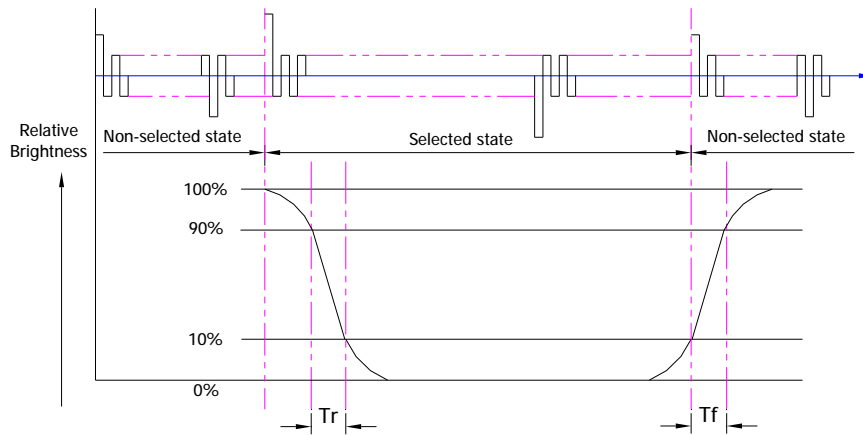 Relative
Brightness
Non-selected state
Selected state
Non-selected state
100%
90%
10%
0%
Tr
Tf